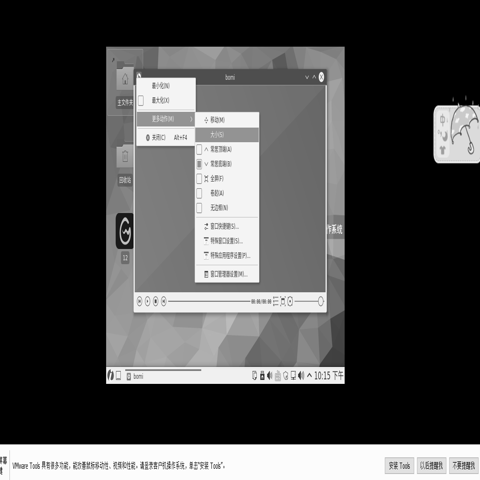 bomi
最小化(N)
最大化(X)
更多动作(M)
关闭(C) Alt+F4
移动(M)
大小(S)
常居顶端(A)
常居底端(B)
全屏(F)
卷起(A)
无边框(N)
窗口快捷键(S)...
特殊窗口设置(S)...
特殊应用程序设置(P)...
窗口管理器设置(M)...
主文件夹
回收站
作系统
00:00/00:00
bomi
10:15 下午
VMware Tools 具有很多功能，能改善鼠标移动性、视频和性能。请登录客户机操作系统，单击“安装 Tools”。
安装 Tools
以后提醒我
不要提醒我